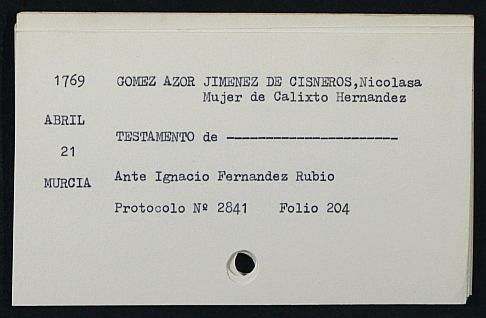 1769 GOMEZ AZOR JIMENEZ DE CISNEROS,Nicolasa
Mujer de Calixto Hernandez
ABRIL
TESTAMENTO de ----------------------
21
MURCIA Ante Ignacio Fernandez Rubio
Protocolo Nº 2841 Folio 204